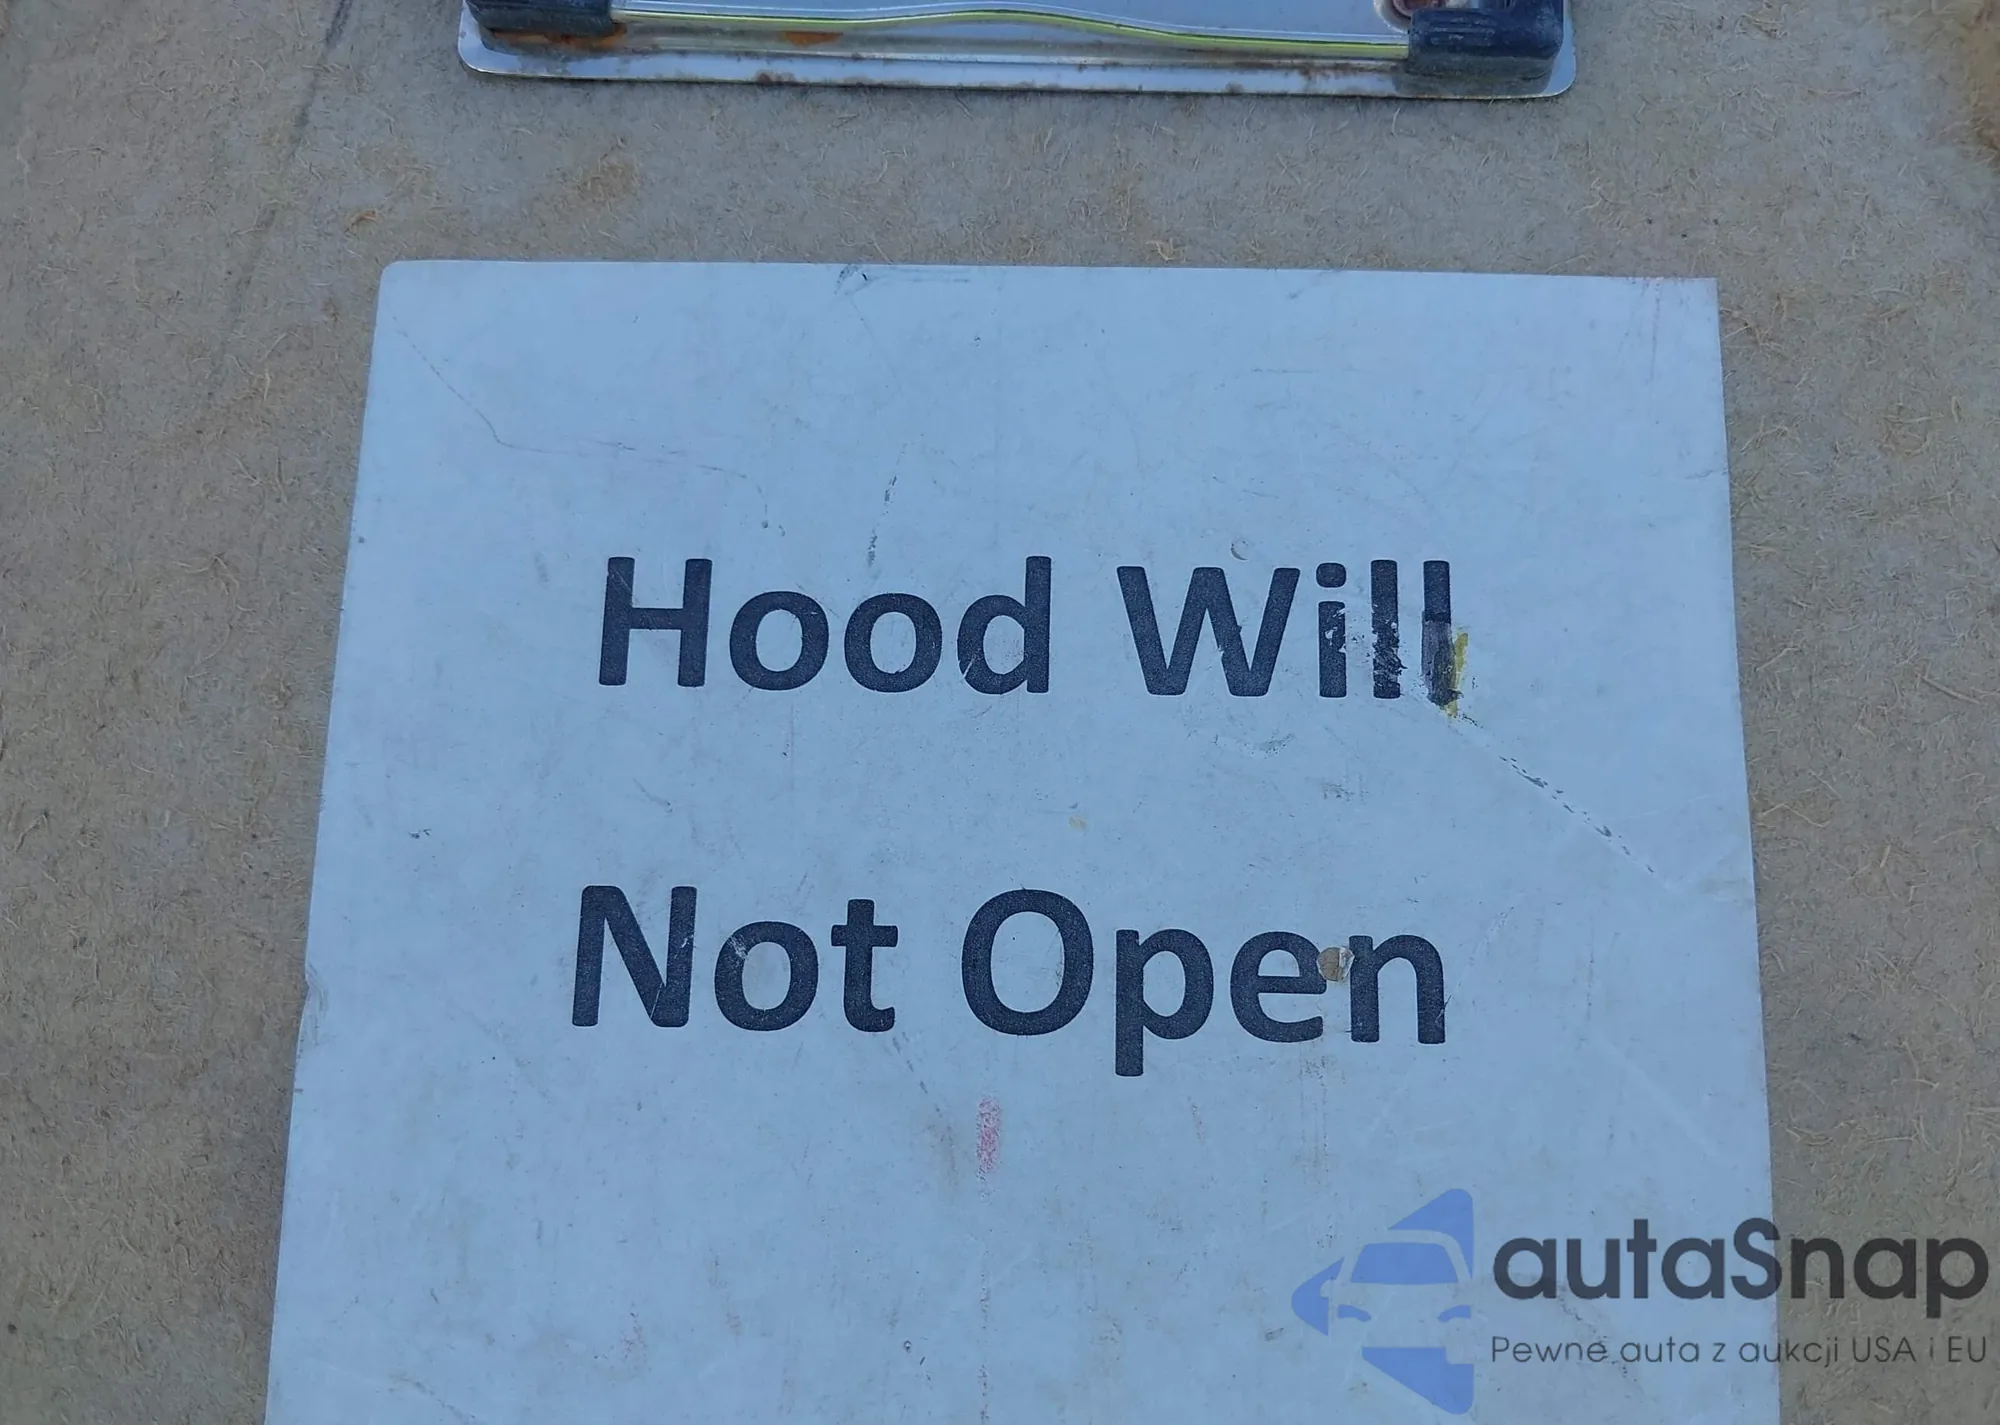 Hood Will
Not Open
autaSnap
Pewne auta z aukcji USA i EU